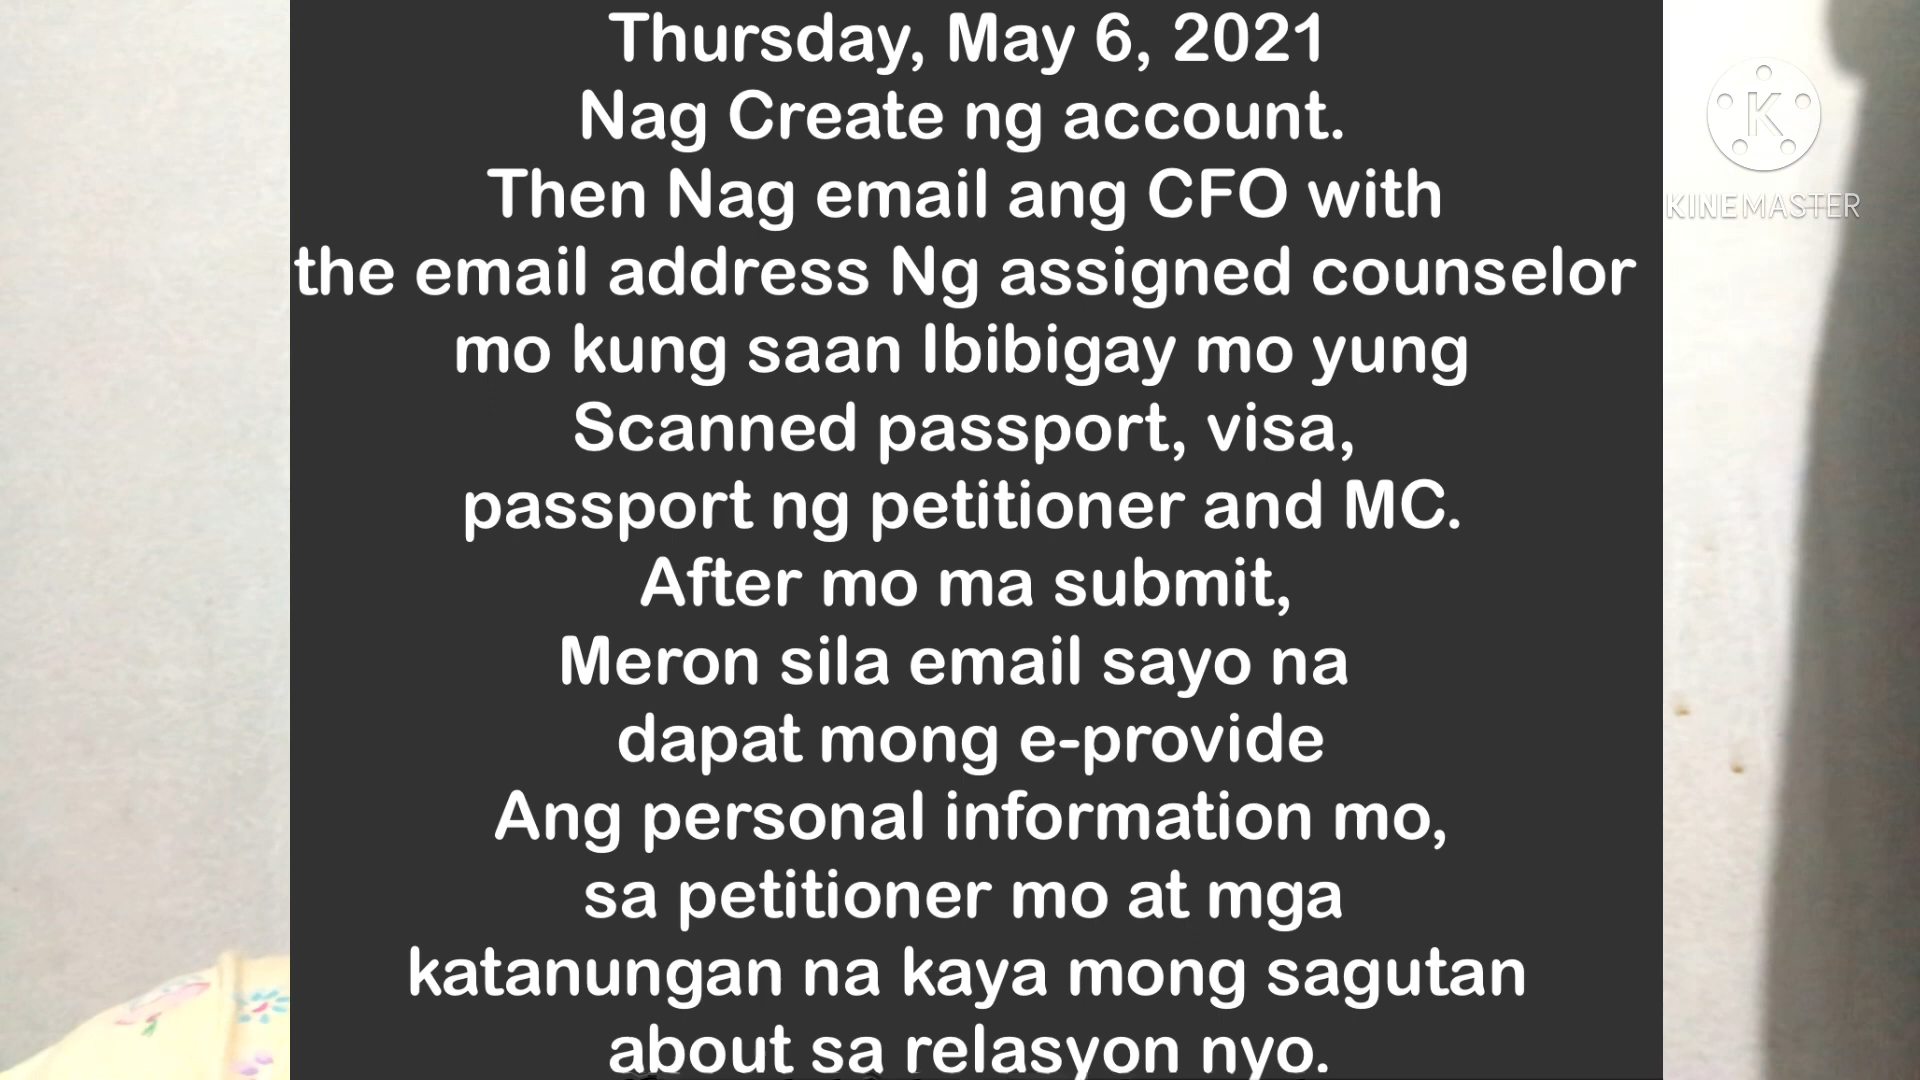 Thursday, May 6, 2021
Nag Create ng account.
Then Nag email ang CFO with
the email address Ng assigned counselor
mo kung saan Ibibigay mo yung
Scanned passport, visa,
passport ng petitioner and MC.
After mo ma submit,
Meron sila email sayo na
dapat mong e-provide
Ang personal information mo,
sa petitioner mo at mga
katanungan na kaya mong sagutan
about sa relasyon nyo.
K
KINEMASTER